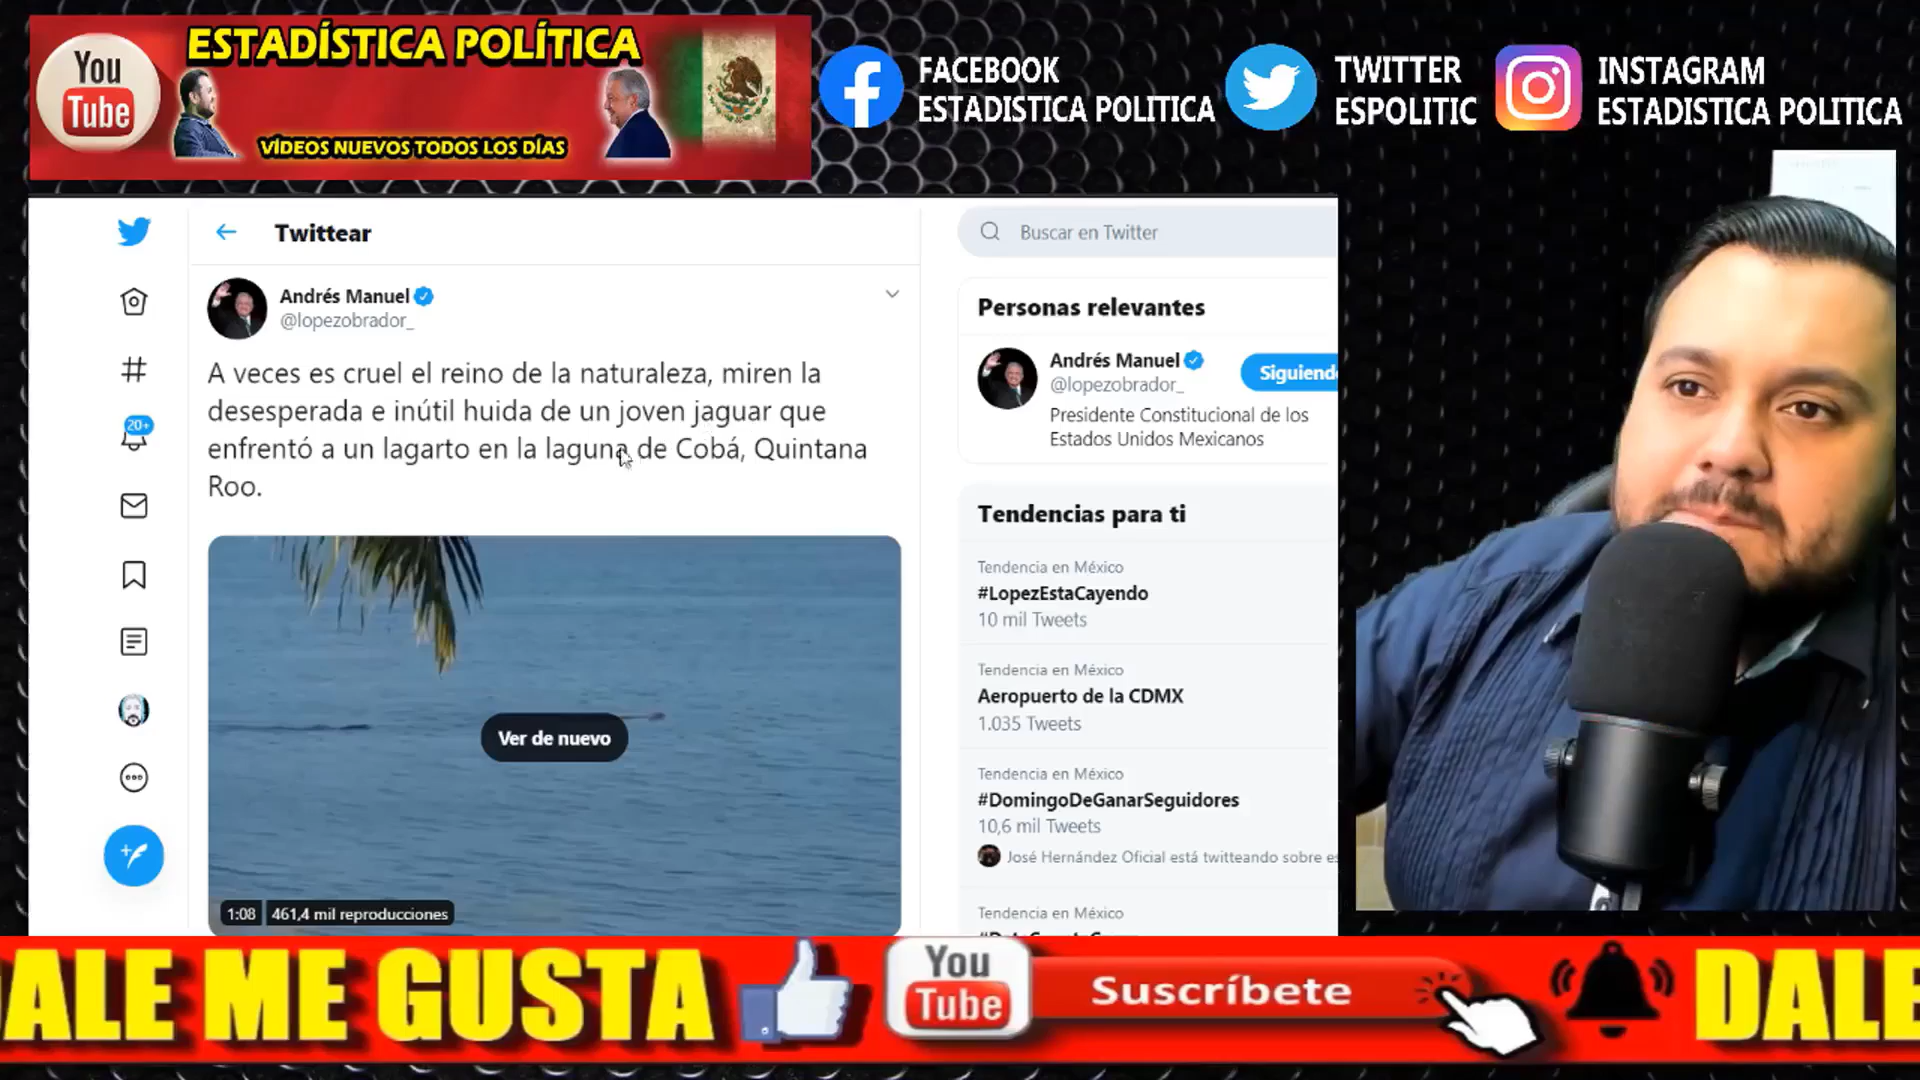 You
Tube
ESTADÍSTICA POLÍTICA
VÍDEOS NUEVOS TODOS LOS DÍAS
FACEBOOK
ESTADISTICA POLITICA
TWITTER
ESPOLITIC
INSTAGRAM
ESTADISTICA POLITICA
Twittear
Andrés Manuel
@lopezobrador_
A veces es cruel el reino de la naturaleza, miren la
desesperada e inútil huida de un joven jaguar que
enfrentó a un lagarto en la laguna de Cobá, Quintana
Roo.
20+
Ver de nuevo
1:08
461,4 mil reproducciones
Buscar en Twitter
Personas relevantes
Andrés Manuel
@lopezobrador_
Siguiend
Presidente Constitucional de los
Estados Unidos Mexicanos
Tendencias para ti
Tendencia en México
#LopezEstaCayendo
10 mil Tweets
Tendencia en México
Aeropuerto de la CDMX
1.035 Tweets
Tendencia en México
#DomingoDeGanarSeguidores
10,6 mil Tweets
José Hernández Oficial está twitteando sobre es
Tendencia en México
DALE ME GUSTA
You
Tube
Suscríbete
DALE